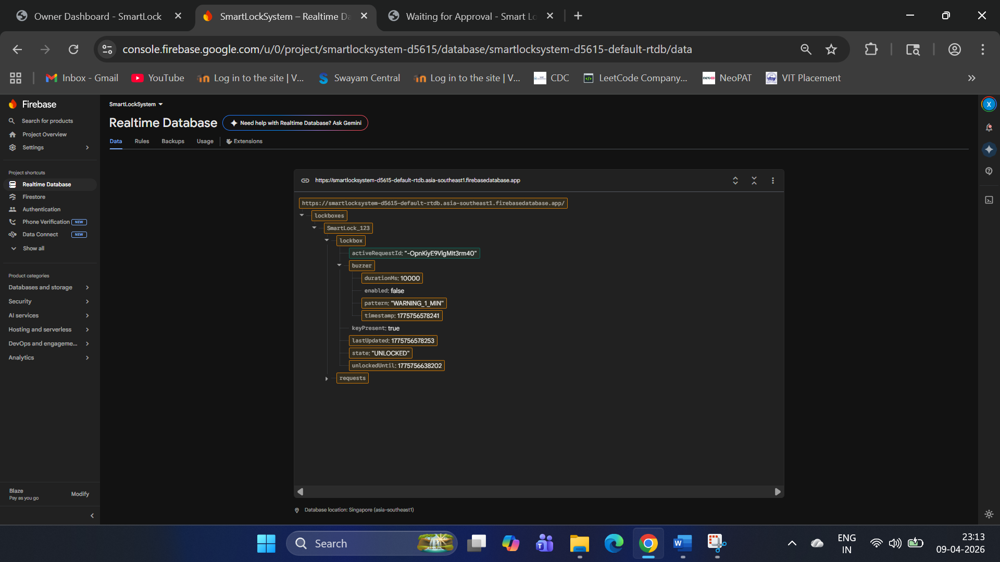 Owner Dashboard - SmartLock
SmartLockSystem – Realtime Da
Waiting for Approval - Smart Lo
console.firebase.google.com/u/0/project/smartlocksystem-d5615/database/smartlocksystem-d5615-default-rtdb/data
Inbox - Gmail
YouTube
Log in to the site | V...
Swayam Central
Log in to the site | V...
CDC
LeetCode Company...
NeoPAT
VIT Placement
Firebase
Search for products
Project Overview
Settings
Project shortcuts
Realtime Database
Firestore
Authentication
Phone Verification NEW
Data Connect NEW
Show all
Product categories
Databases and storage
Security
AI services
Hosting and serverless
DevOps and engageme...
Analytics
Blaze
Pay as you go
Modify
SmartLockSystem
Realtime Database
Need help with Realtime Database? Ask Gemini
Data
Rules
Backups
Usage
Extensions
https://smartlocksystem-d5615-default-rtdb.asia-southeast1.firebasedatabase.app
https://smartlocksystem-d5615-default-rtdb.asia-southeast1.firebasedatabase.app/
lockboxes
SmartLock_123
lockbox
activeRequestId: "-OpnKiyE9VlgMlt3rm40"
buzzer
durationMs: 10000
enabled: false
pattern: "WARNING_1_MIN"
timestamp: 1775756578241
keyPresent: true
lastUpdated: 1775756578253
state: "UNLOCKED"
unlockedUntil: 1775756638202
requests
Database location: Singapore (asia-southeast1)
X
Search
ENG
IN
23:13
09-04-2026